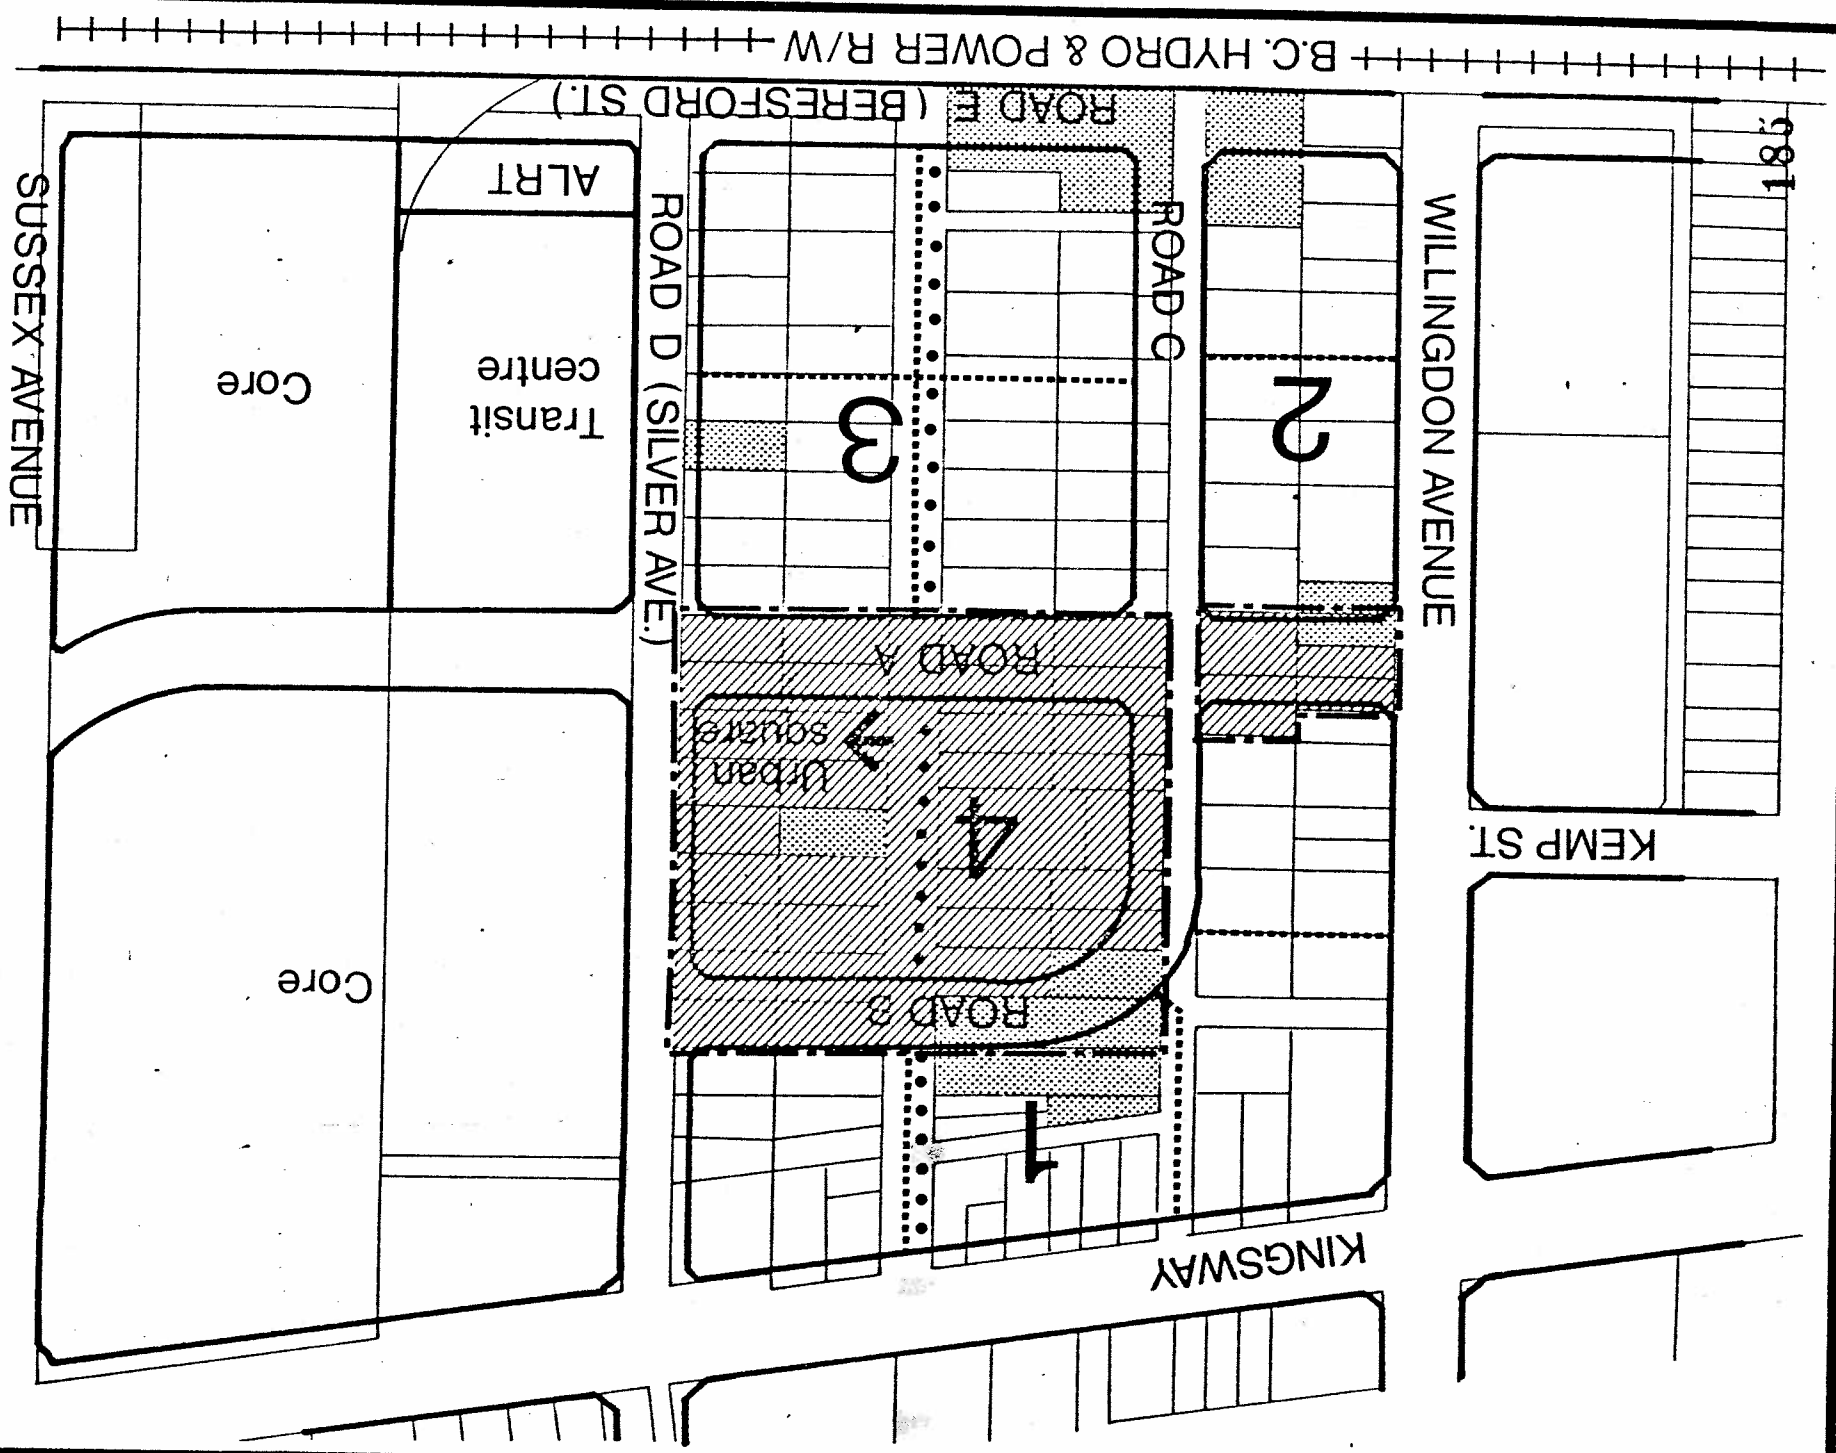 KINGSWAY
1
ROAD B
4
Urban
square
ROAD A
KEMP ST.
WILLINGDON AVENUE
2
3
ROAD C
ROAD D (SILVER AVE.)
Core
Transit
centre
Core
ALRT
SUSSEX AVENUE
ROAD E (BERESFORD ST.)
B.C. HYDRO & POWER R/W
185